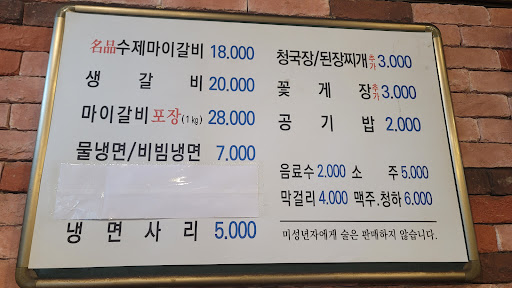 名品수제마이갈비 18.000
생 갈 비 20.000
마이갈비포장(1kg) 28.000
물냉면/비빔냉면 7.000
냉 면 사 리 5.000
청국장/된장찌개추가 3.000
꽃 게 장추가 3.000
공 기 밥 2.000
음료수 2.000 소 주 5,000
막걸리 4.000 맥주.청하 6.000
미성년자에게 술은 판매하지 않습니다.